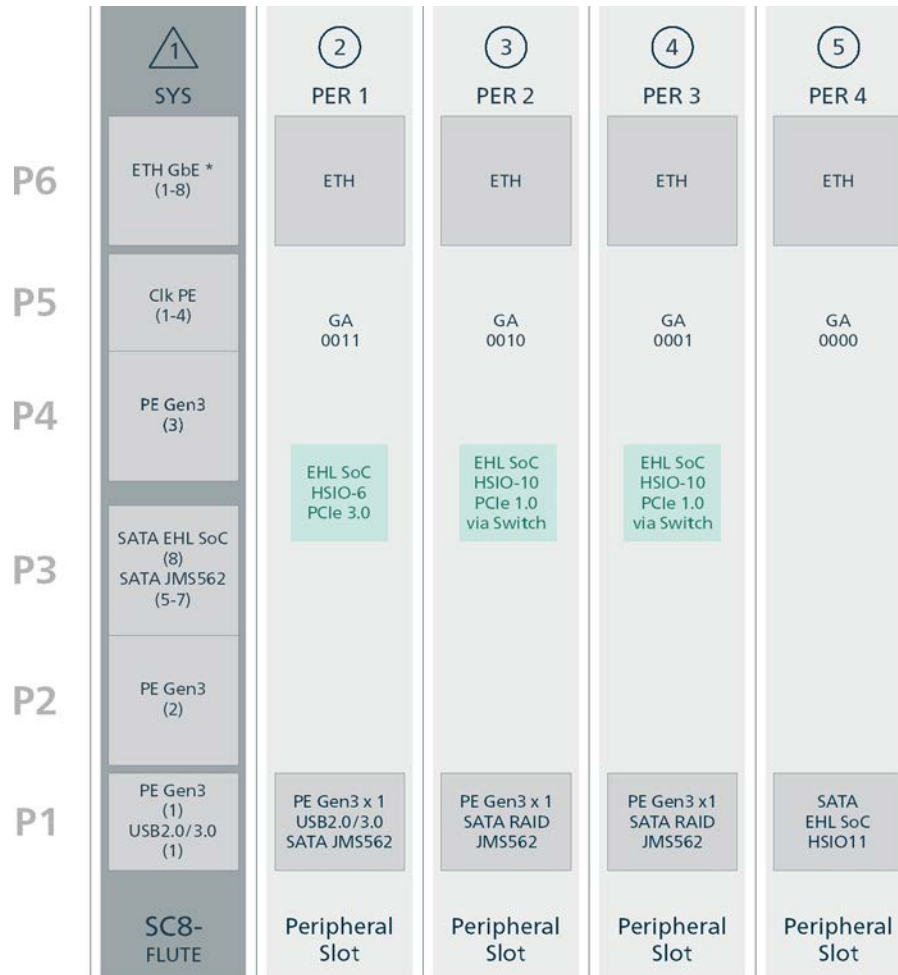 1
SYS
2
PER 1
3
PER 2
4
PER 3
5
PER 4
P6
ETH GbE *
(1-8)
ETH
ETH
ETH
ETH
P5
Clk PE
(1-4)
GA
0011
GA
0010
GA
0001
GA
0000
P4
PE Gen3
(3)
EHL SoC
HSIO-6
PCIe 3.0
EHL SoC
HSIO-10
PCIe 1.0
via Switch
EHL SoC
HSIO-10
PCIe 1.0
via Switch
P3
SATA EHL SoC
(8)
SATA JMS562
(5-7)
P2
PE Gen3
(2)
P1
PE Gen3
(1)
USB2.0/3.0
(1)
PE Gen3 x 1
USB2.0/3.0
SATA JMS562
PE Gen3 x 1
SATA RAID
JMS562
PE Gen3 x1
SATA RAID
JMS562
SATA
EHL SoC
HSIO11
SC8-
FLUTE
Peripheral
Slot
Peripheral
Slot
Peripheral
Slot
Peripheral
Slot